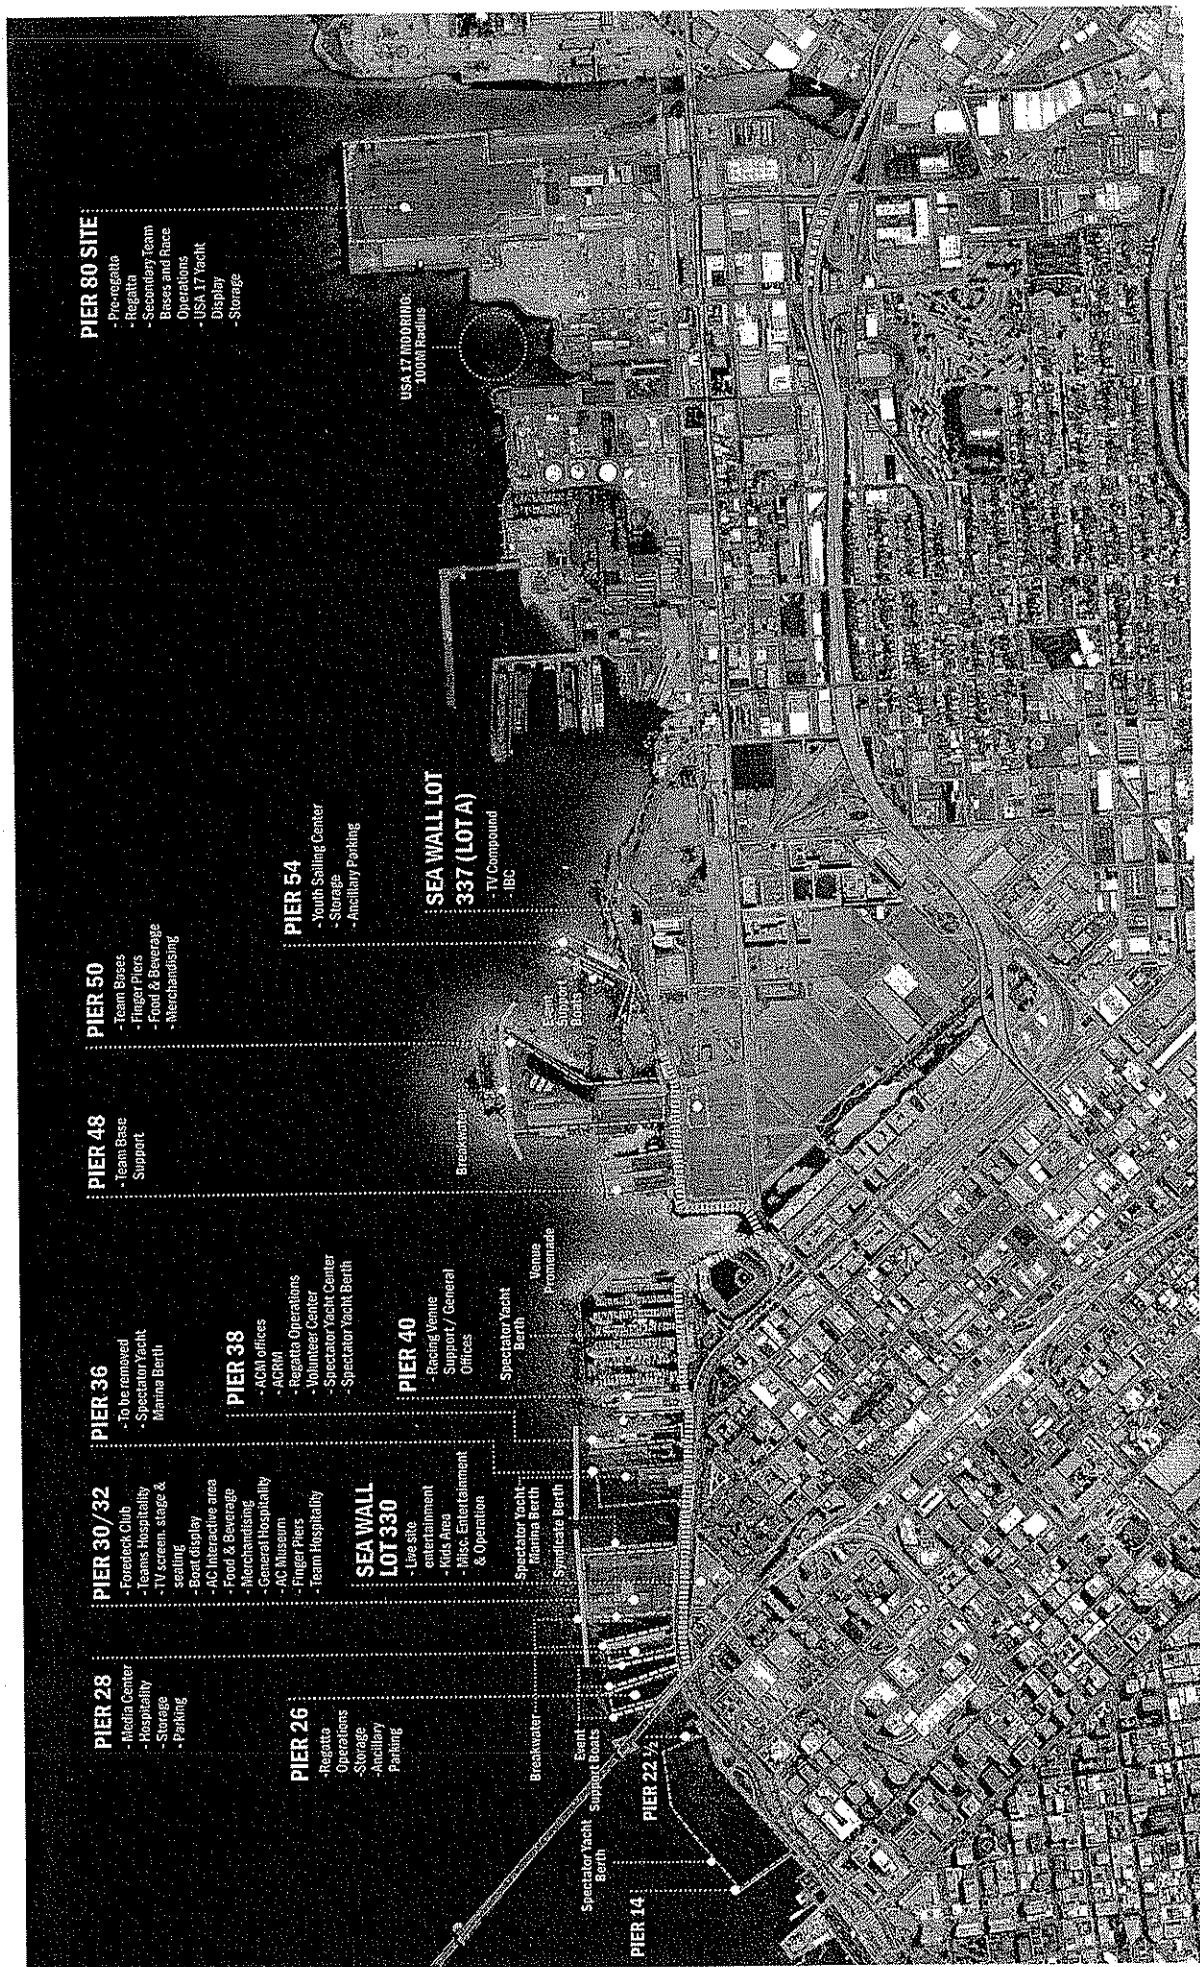 PIER 28
- Media Center
- Hospitality
- Storage
- Parking
PIER 30/32
- Foredeck Club
- Teams Hospitality
- TV screen, stage &
seating
- Boat display
- AC Interactive area
- Food & Beverage
- Merchandising
- General Hospitality
- AC Museum
- Finger Piers
- Team Hospitality
PIER 36
- To be removed
- Spectator Yacht
Marina Berth
PIER 48
- Team Base
Support
PIER 50
- Team Bases
- Finger Piers
- Food & Beverage
- Merchandising
PIER 80 SITE
- Pre-regatta
- Regatta
- Secondary Team
Bases and Race
Operations
- USA 17 Yacht
Display
- Storage
PIER 38
- ACM offices
- ACRM
- Regatta Operations
- Volunteer Center
- Spectator Yacht Center
- Spectator Yacht Berth
PIER 26
- Regatta
Operations
- Storage
- Ancillary
Parking
SEA WALL
LOT 330
- Live site
entertainment
- Kids Area
- Misc. Entertainment
& Operation
PIER 40
- Racing Venue
Support / General
Offices
PIER 54
- Youth Sailing Center
- Storage
- Ancillary Parking
SEA WALL LOT
337 (LOT A)
- TV Compound
IBC
USA 17 MOORING:
100M Radius
Breakwater
Spectator Yacht
Marina Berth
Syndicate Berth
Spectator Yacht
Berth
Venue
Promenade
Breakwater
Event
Support
Boats
Event
Support Boats
Spectator Yacht
Berth
PIER 22 ½
PIER 14